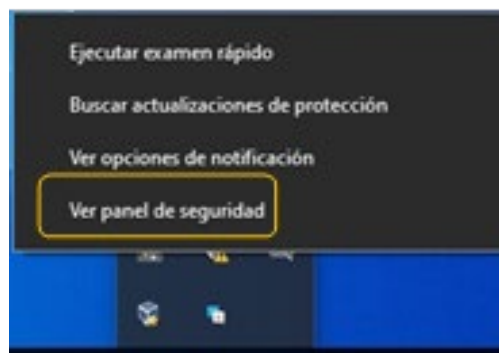 Ejecutar examen rápido
Buscar actualizaciones de protección
Ver opciones de notificación
Ver panel de seguridad